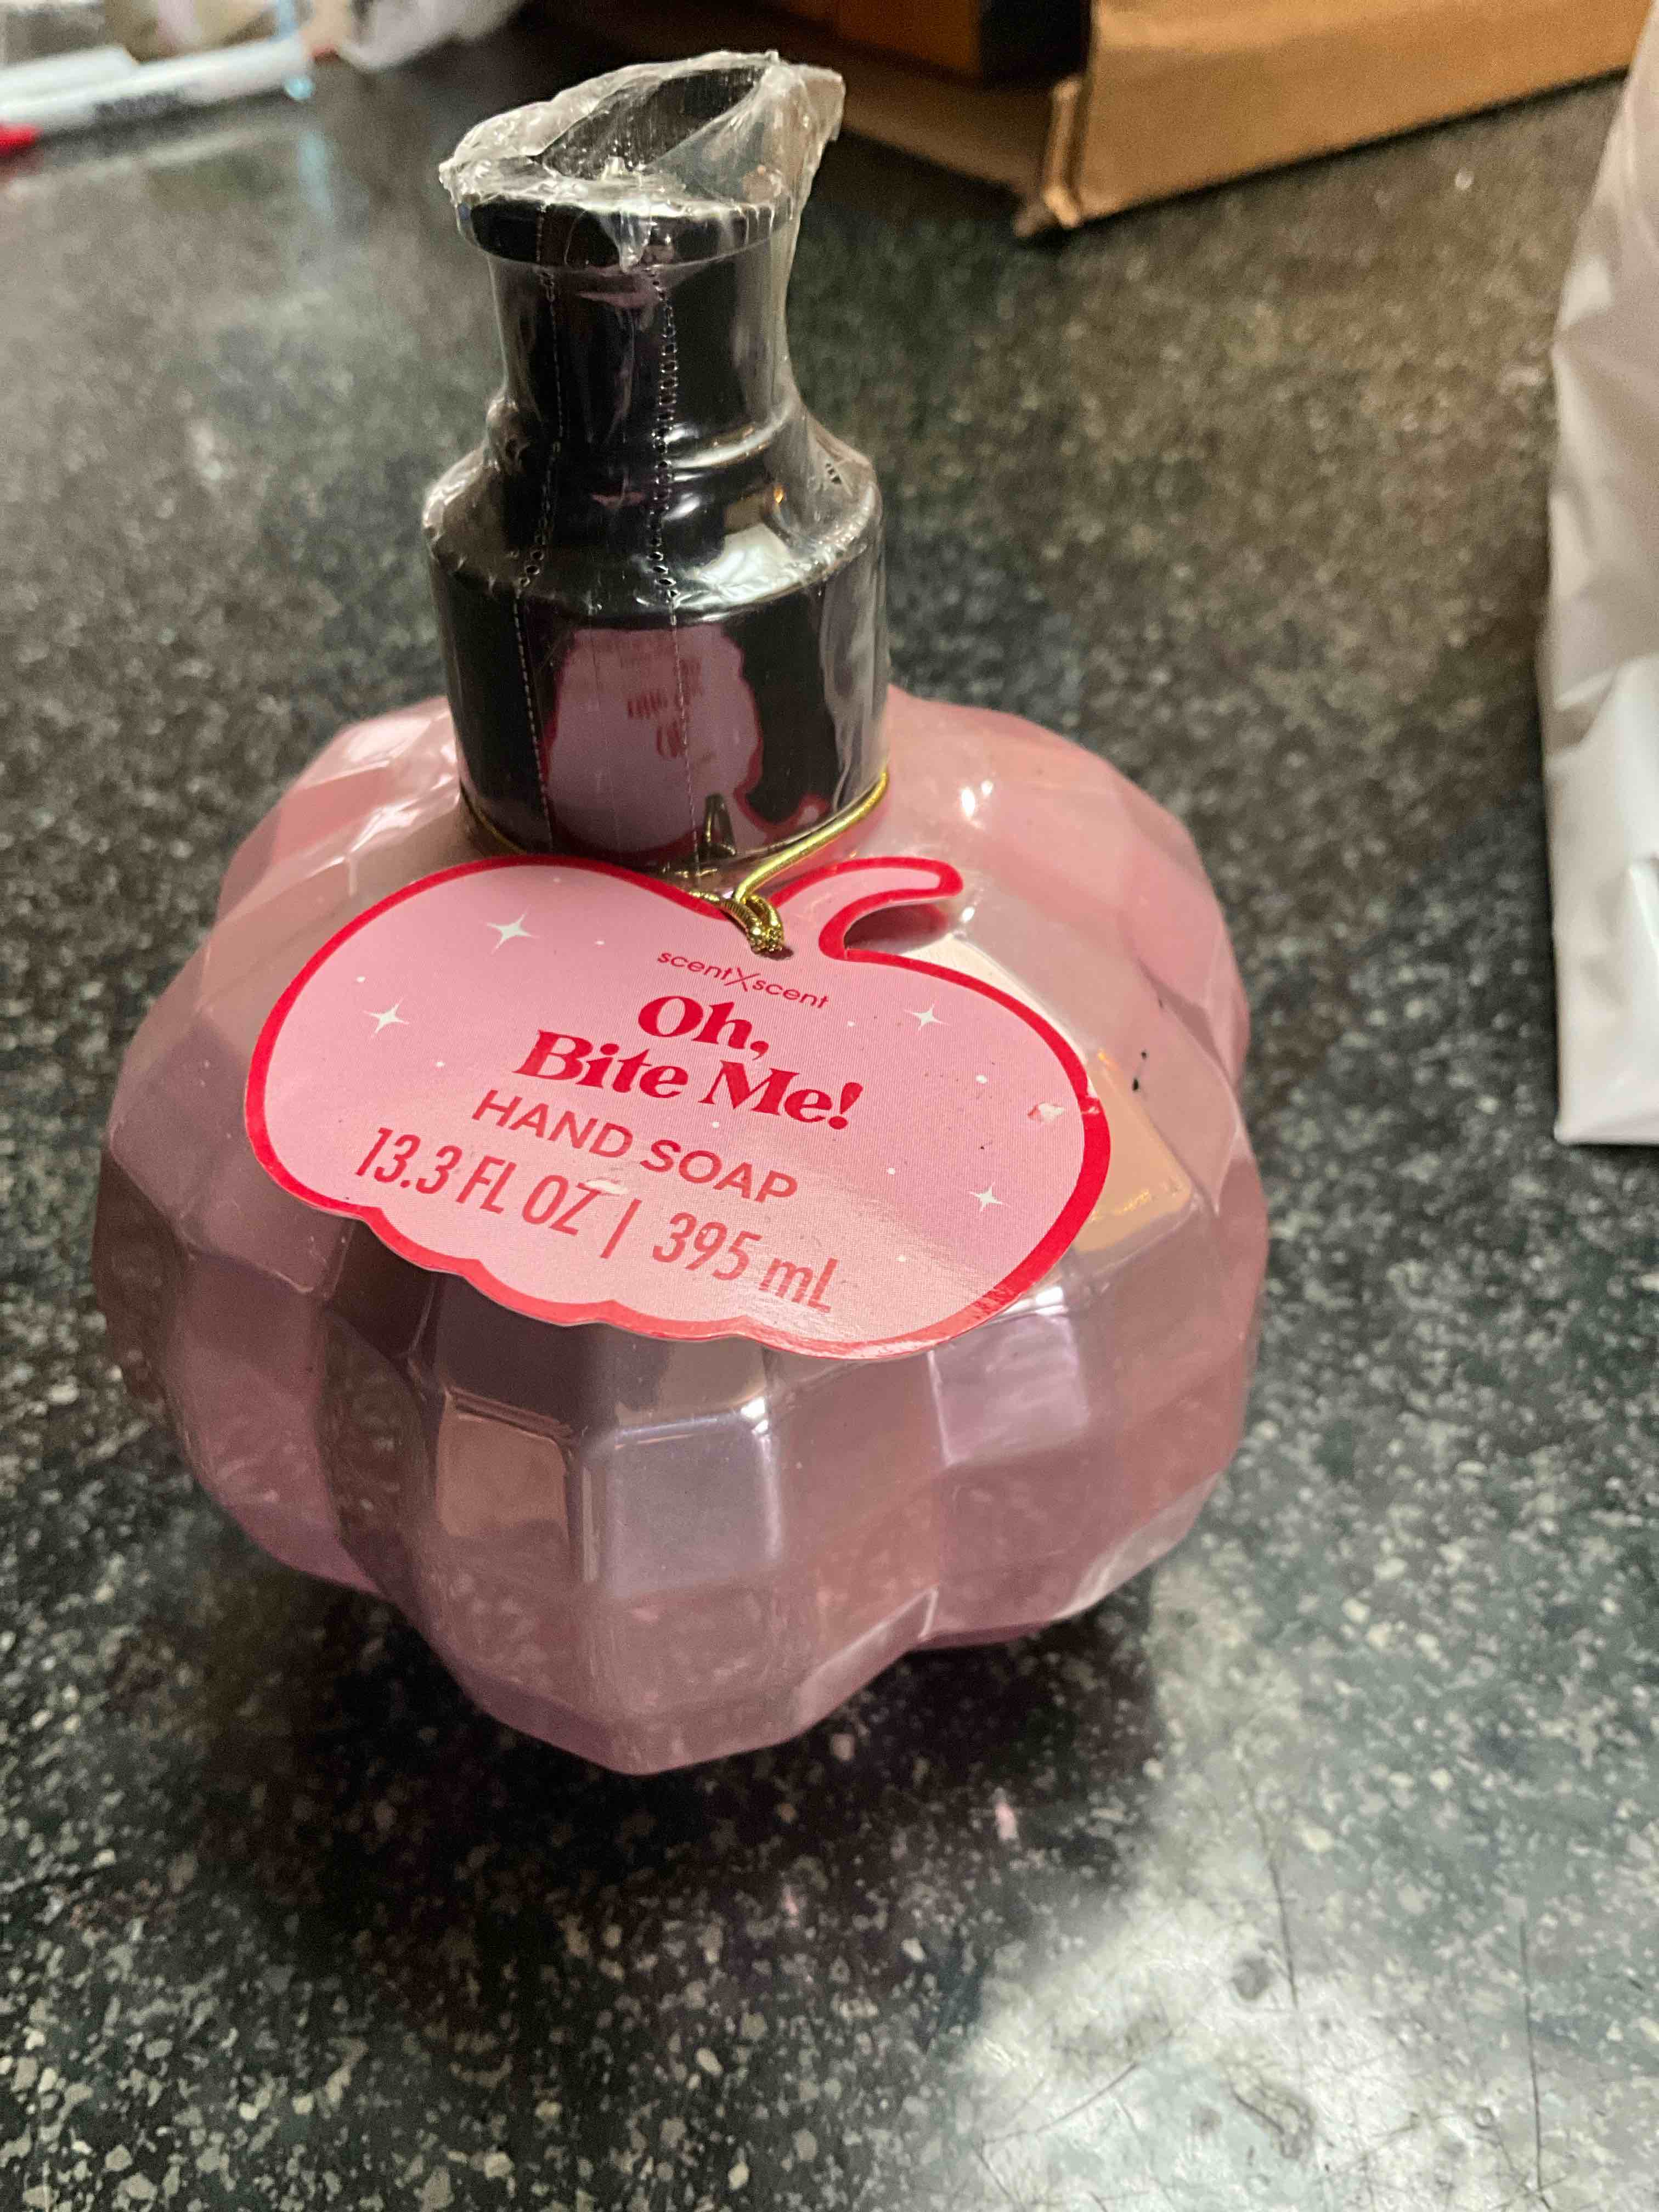 scentXscent
Oh,
Bite Me!
HAND SOAP
13.3 FL OZ | 395 mL